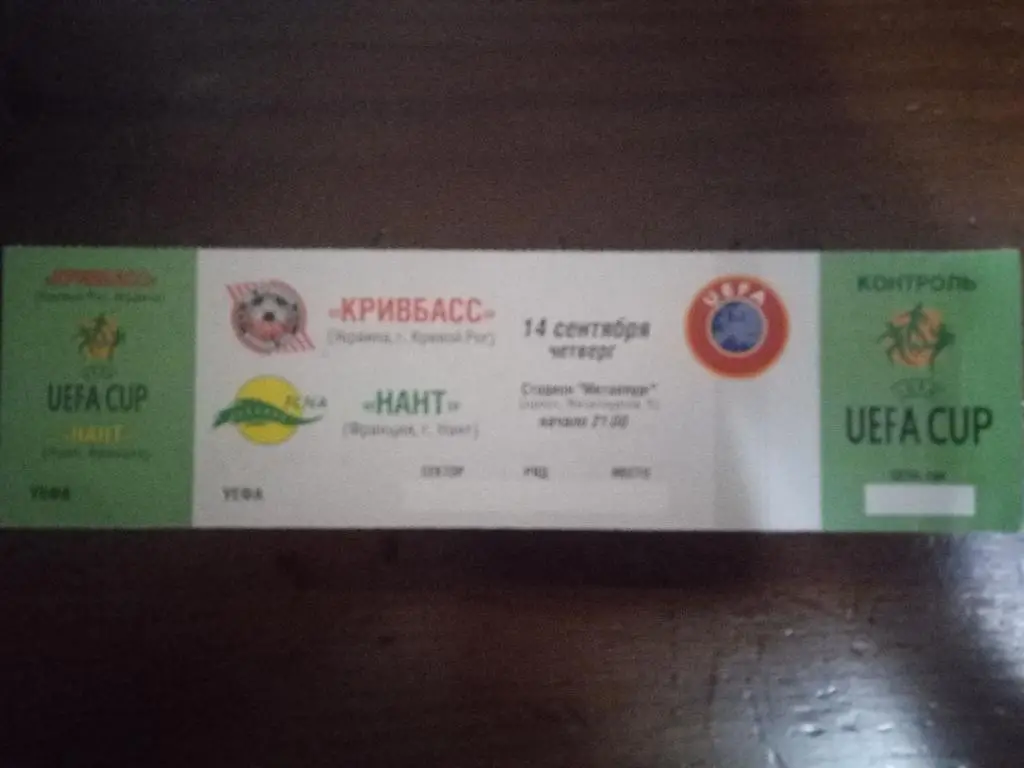 «КРИВБАСС»
UEFA CUP
«НАНТ»
УЕФА
«КРИВБАСС»
(Украина, г. Кривой Рог)
FCNA
«НАНТ»
(Франция, г. Нант)
УЕФА
14 сентября
четверг
Стадион "Металлург"
начало 21:00
СЕКТОР РЯД МЕСТО
UEFA
КОНТРОЛЬ
UEFA CUP